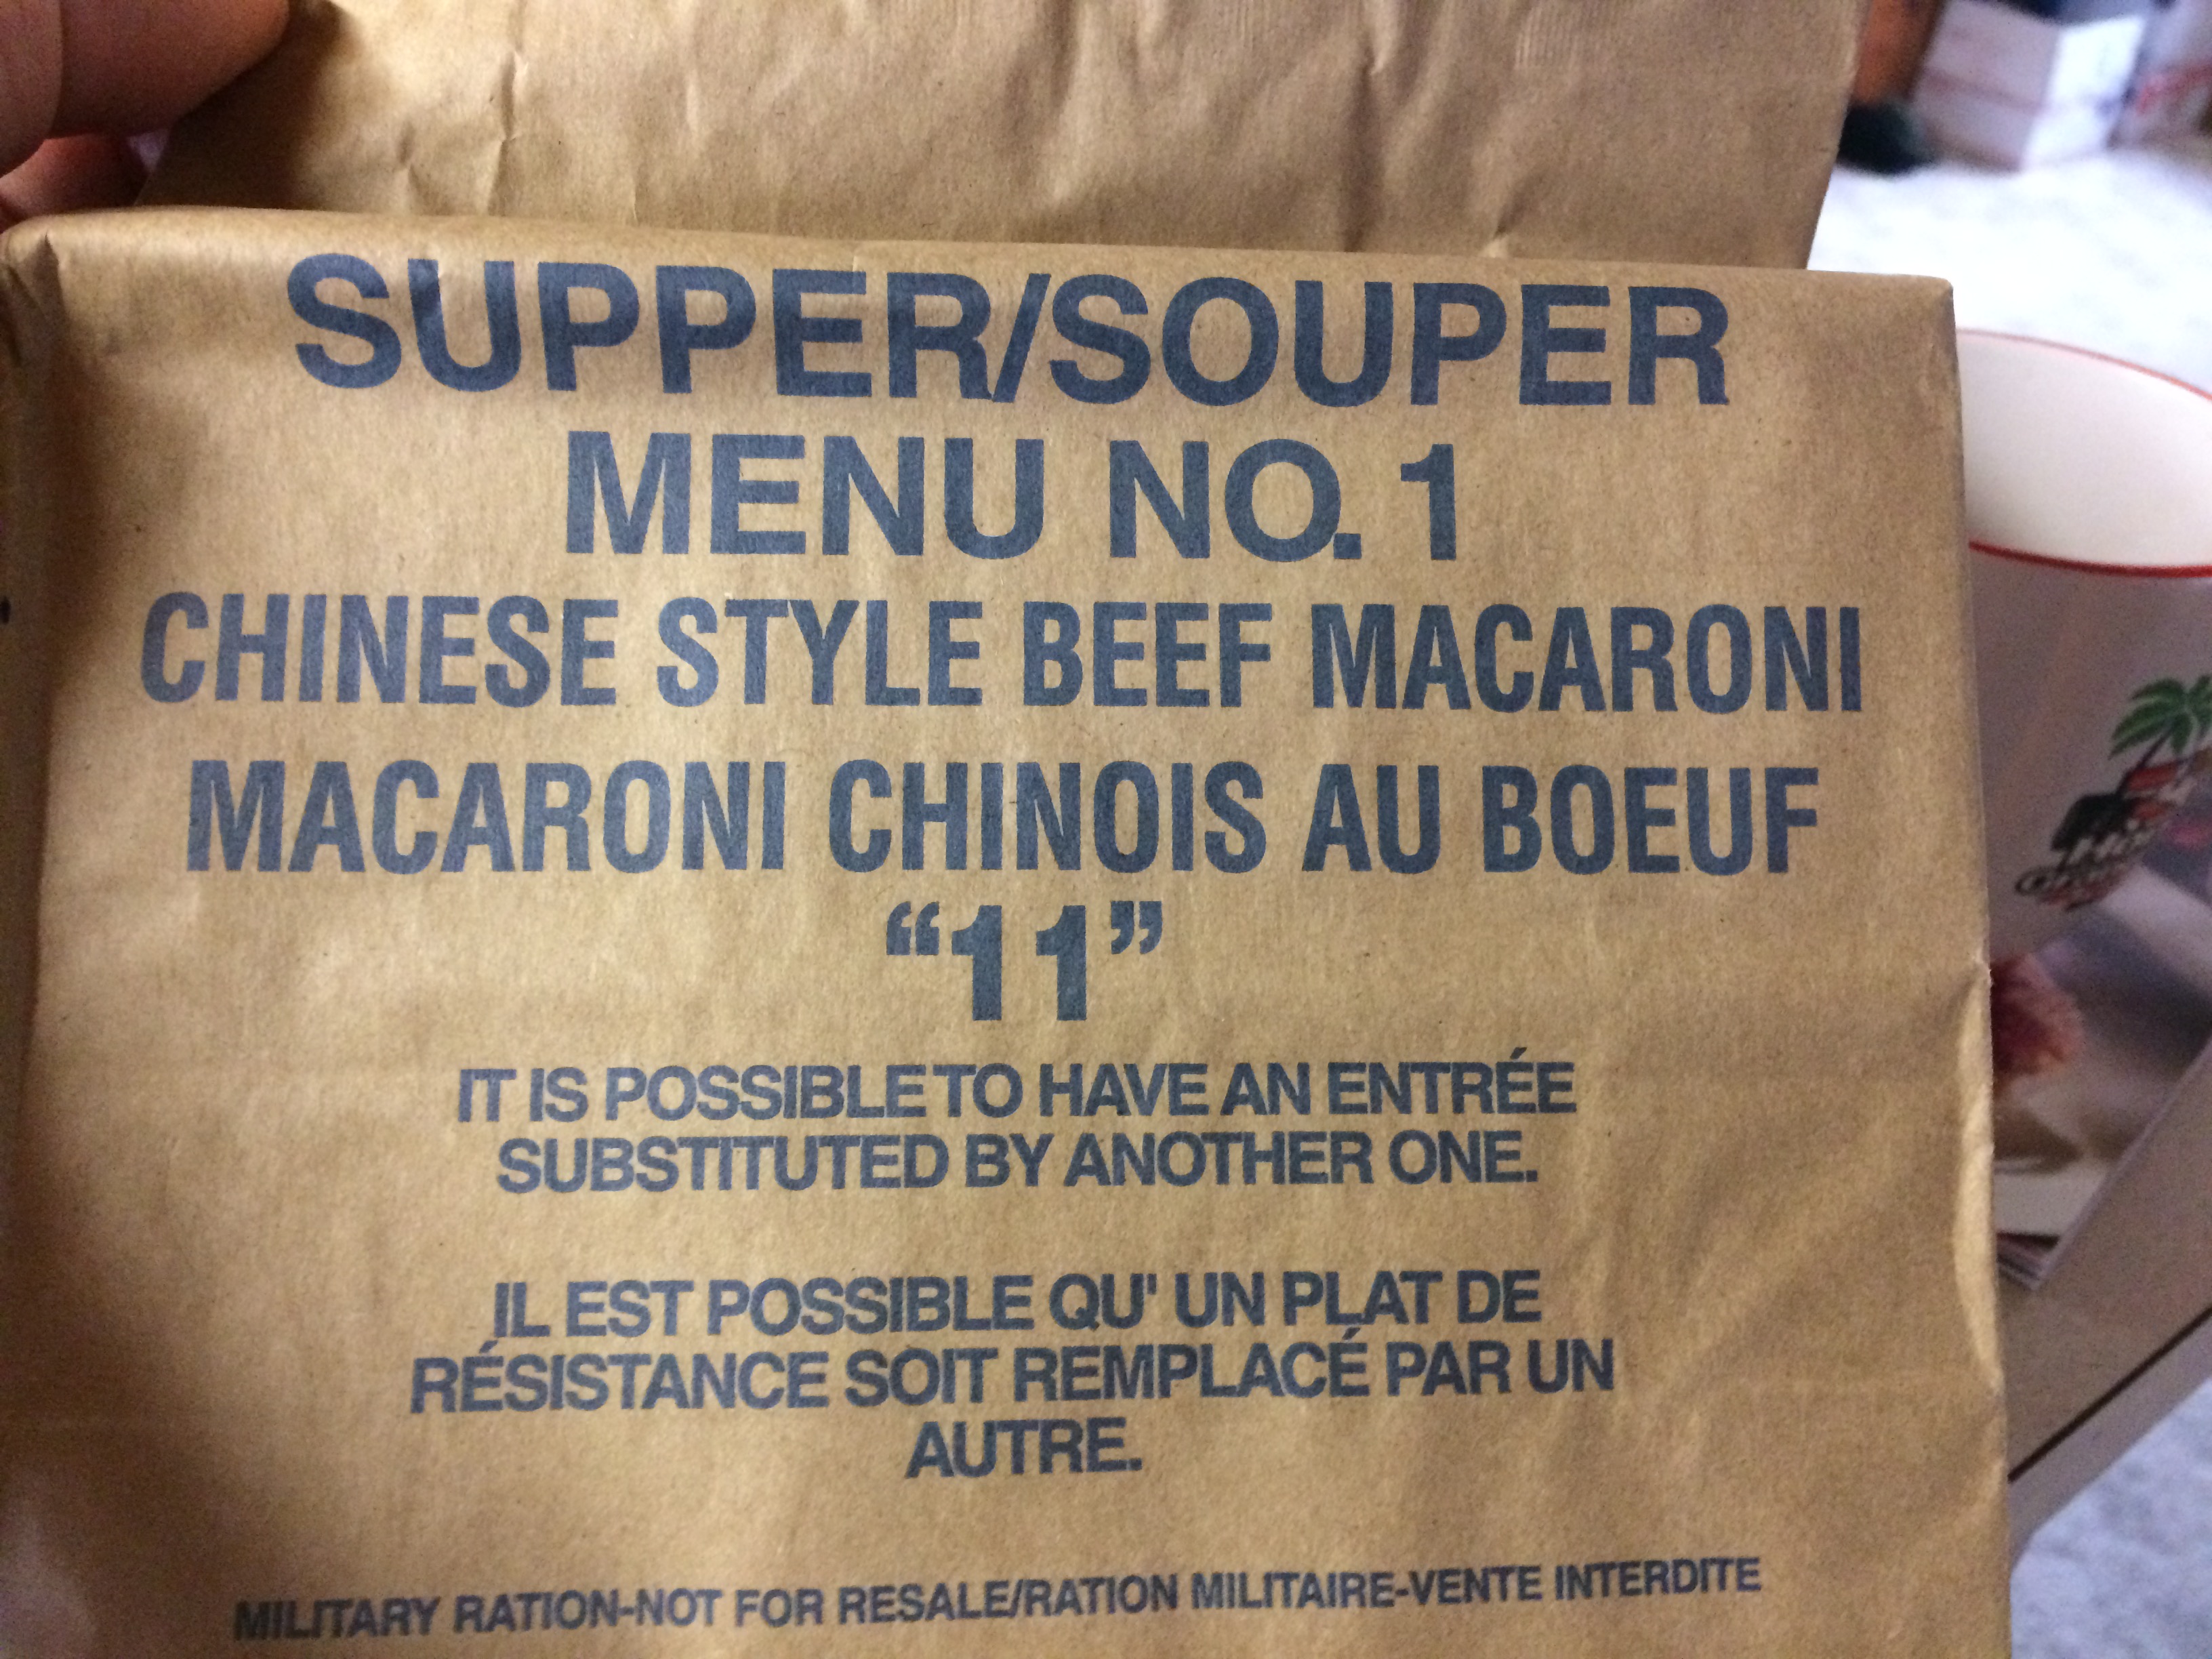 SUPPER/SOUPER
MENU NO. 1
CHINESE STYLE BEEF MACARONI
MACARONI CHINOIS AU BOEUF
“11”
IT IS POSSIBLE TO HAVE AN ENTRÉE
SUBSTITUTED BY ANOTHER ONE.
IL EST POSSIBLE QU' UN PLAT DE
RÉSISTANCE SOIT REMPLACÉ PAR UN
AUTRE.
MILITARY RATION-NOT FOR RESALE/RATION MILITAIRE-VENTE INTERDITE